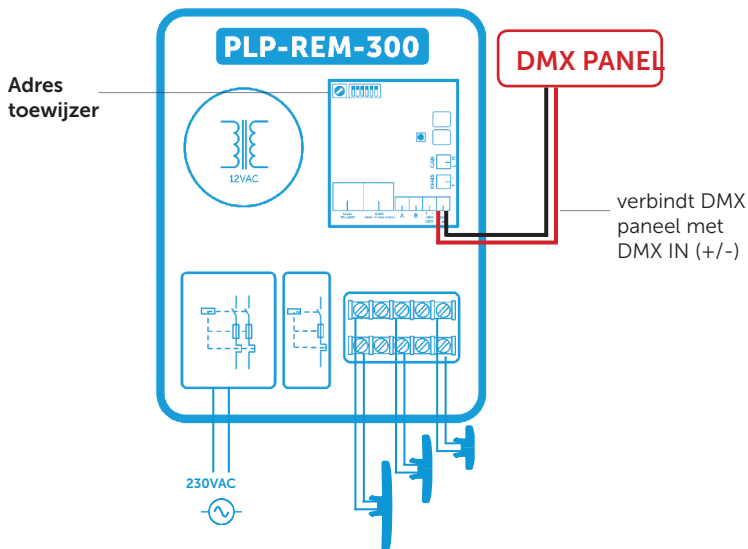 PLP-REM-300
DMX PANEL
Adres
toewijzer
12VAC
A
B
verbindt DMX
paneel met
DMX IN (+/-)
230VAC